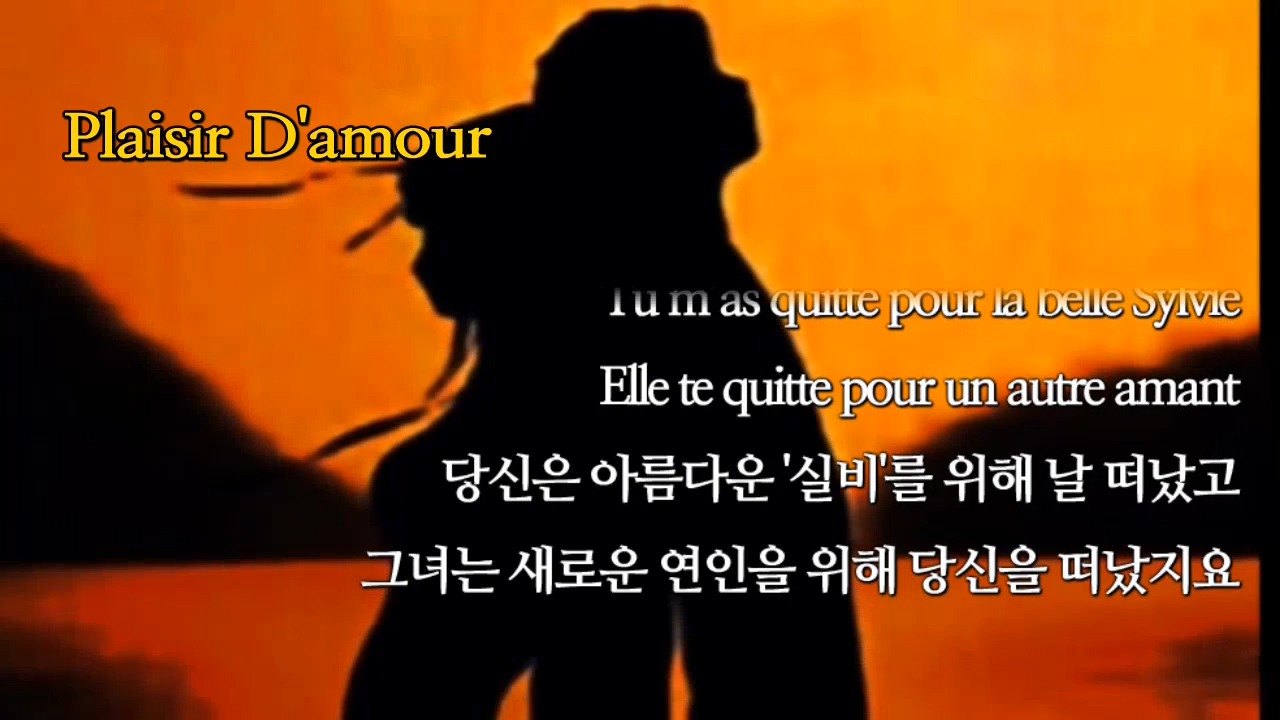 Plaisir D'amour
Tu m as quitte pour la belle Sylvie
Elle te quitte pour un autre amant
당신은 아름다운 '실비'를 위해 날 떠났고
그녀는 새로운 연인을 위해 당신을 떠났지요